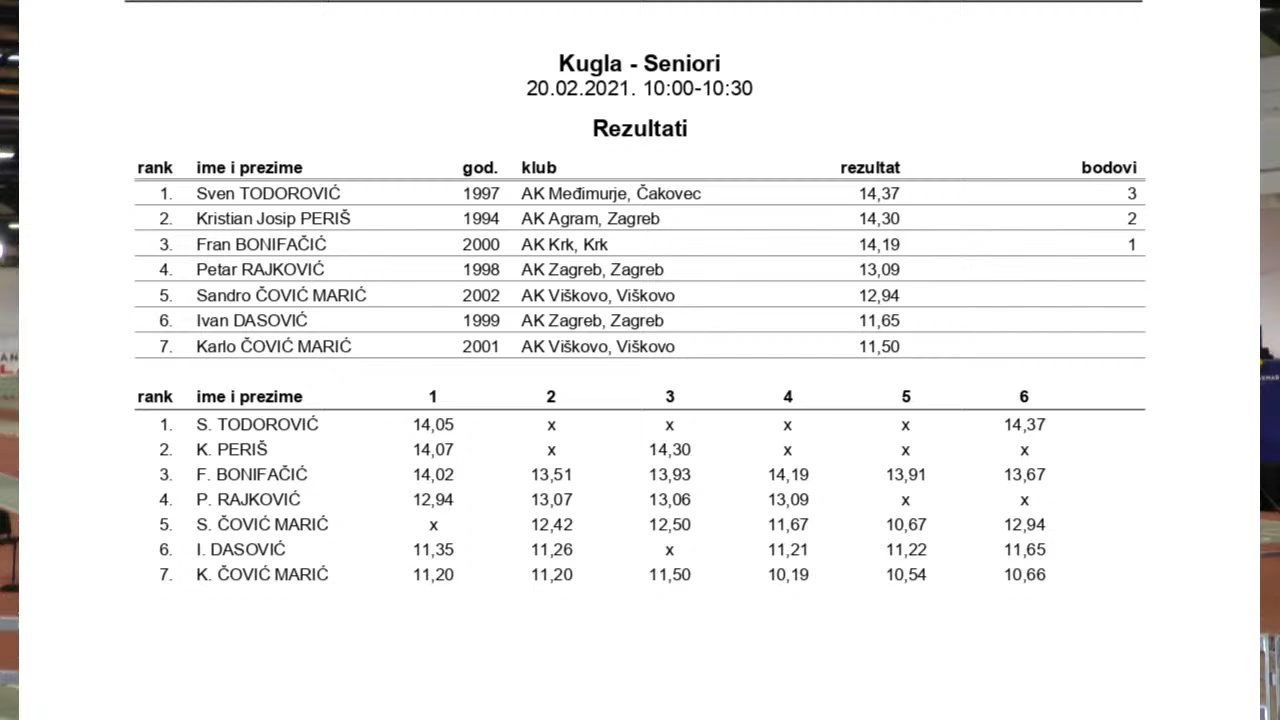 Kugla - Seniori
20.02.2021. 10:00-10:30
Rezultati
rank ime i prezime god. klub rezultat bodovi
1. Sven TODOROVIĆ 1997 AK Međimurje, Čakovec 14,37 3
2. Kristian Josip PERIŠ 1994 AK Agram, Zagreb 14,30 2
3. Fran BONIFAČIĆ 2000 AK Krk, Krk 14,19 1
4. Petar RAJKOVIĆ 1998 AK Zagreb, Zagreb 13,09
5. Sandro ČOVIĆ MARIĆ 2002 AK Viškovo, Viškovo 12,94
6. Ivan DASOVIĆ 1999 AK Zagreb, Zagreb 11,65
7. Karlo ČOVIĆ MARIĆ 2001 AK Viškovo, Viškovo 11,50
rank ime i prezime 1 2 3 4 5 6
1. S. TODOROVIĆ 14,05 x x x x 14,37
2. K. PERIŠ 14,07 x 14,30 x x x
3. F. BONIFAČIĆ 14,02 13,51 13,93 14,19 13,91 13,67
4. P. RAJKOVIĆ 12,94 13,07 13,06 13,09 x x
5. S. ČOVIĆ MARIĆ x 12,42 12,50 11,67 10,67 12,94
6. I. DASOVIĆ 11,35 11,26 x 11,21 11,22 11,65
7. K. ČOVIĆ MARIĆ 11,20 11,20 11,50 10,19 10,54 10,66